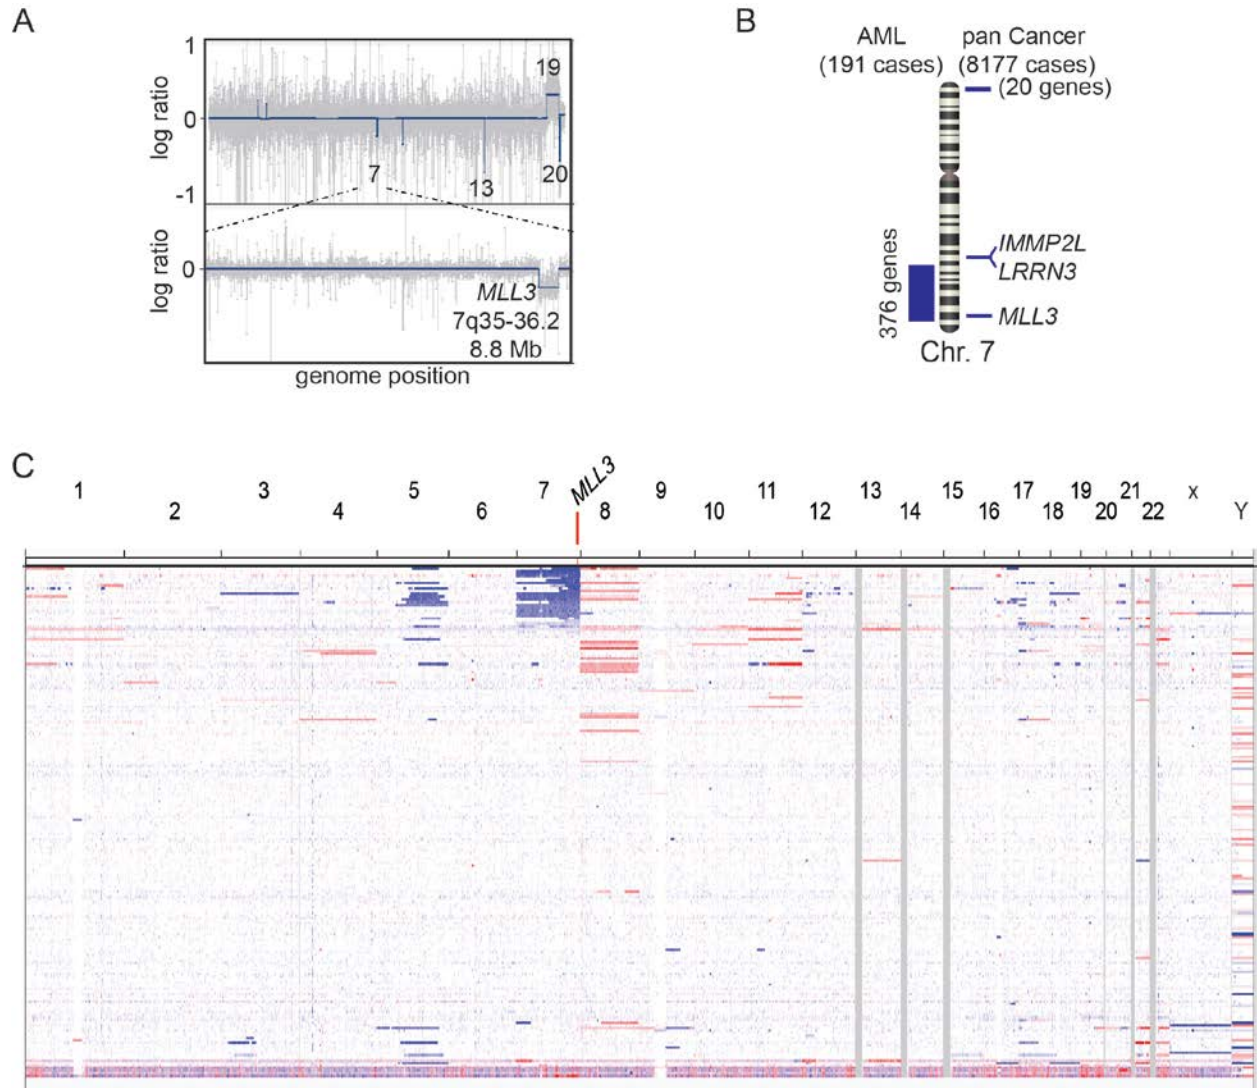 A
1
0
-1
log ratio
19
7
13
20
0
log ratio
MLL3
7q35-36.2
8.8 Mb
genome position
B
AML
(191 cases)
pan Cancer
(8177 cases)
(20 genes)
IMMP2L
LRRN3
MLL3
376 genes
Chr. 7
C
MLL3
1 3 5 7 9 11 13 15 17 19 21 x
2 4 6 8 10 12 14 16 18 20 22 Y